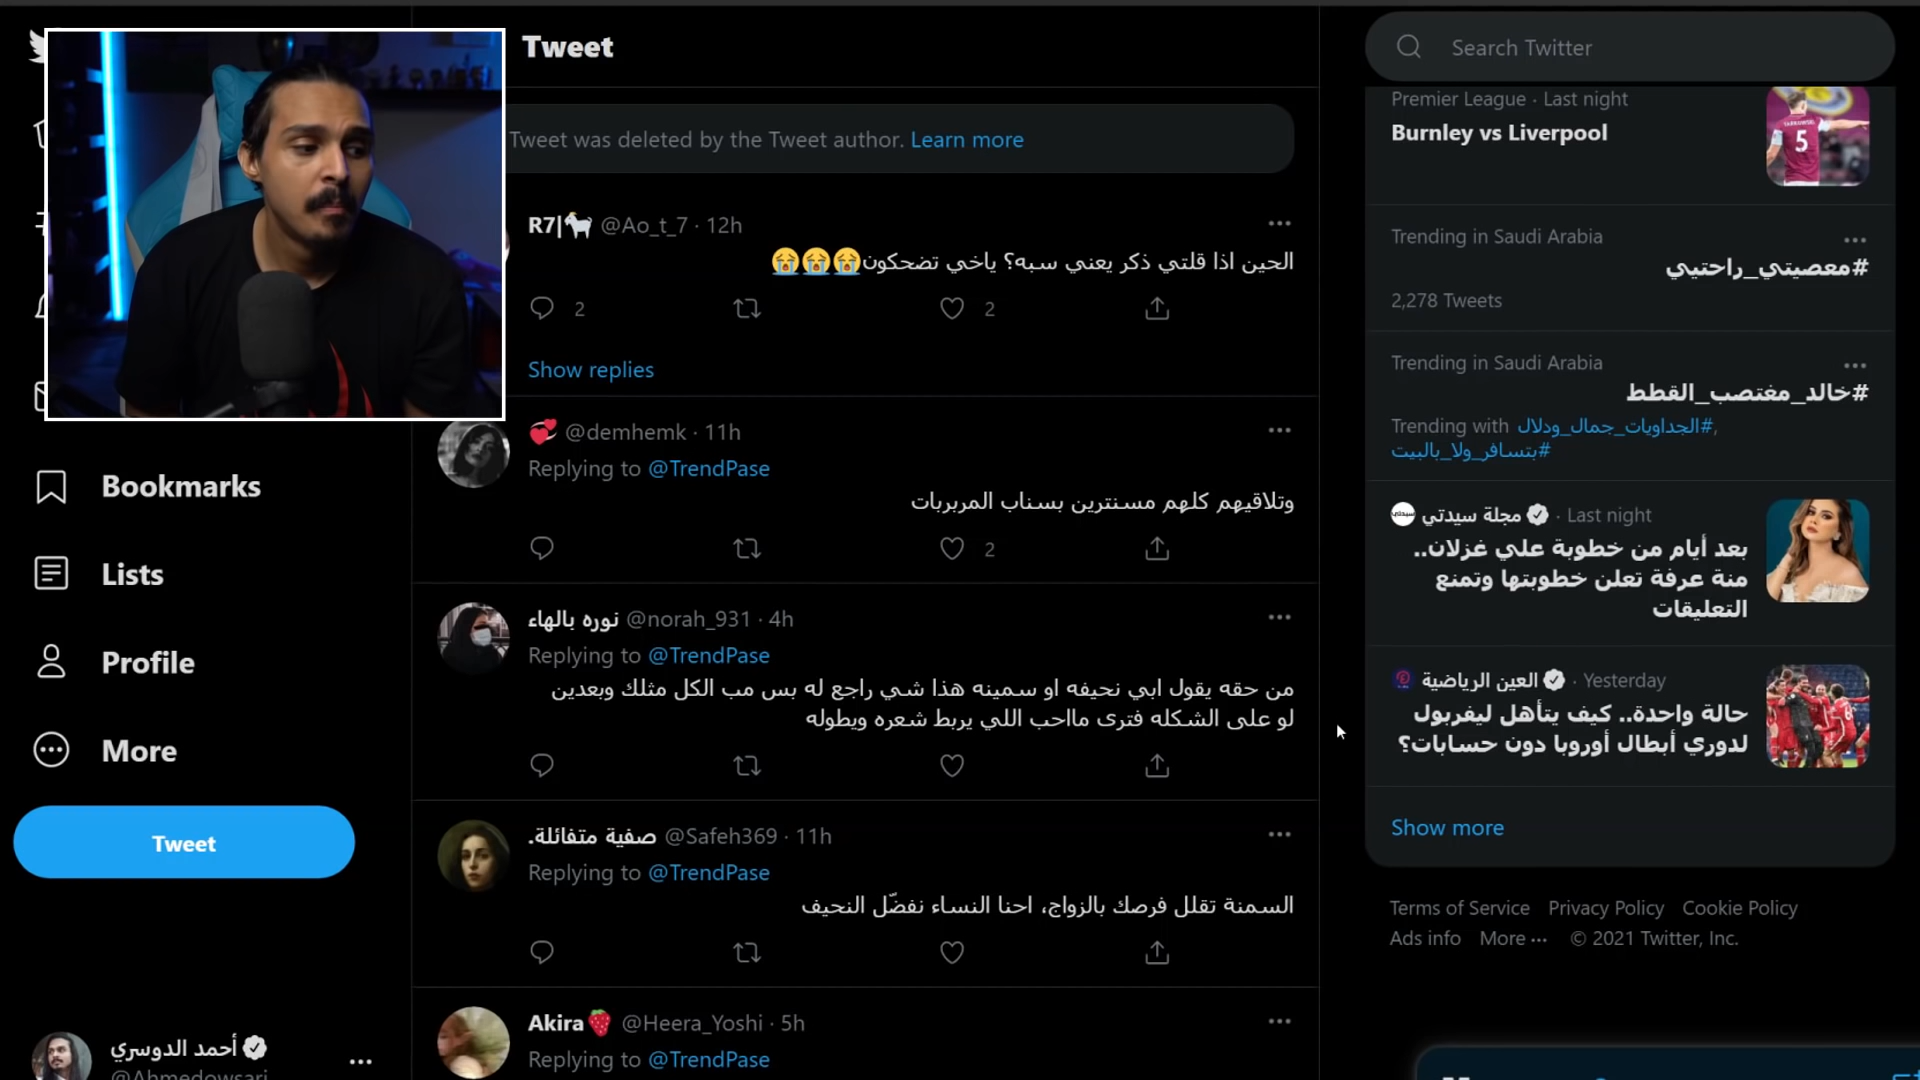 Tweet
Tweet was deleted by the Tweet author. Learn more
R7| @Ao_t_7 · 12h
الحين اذا قلتي ذكر يعني سبه؟ ياخي تضحكون😭😭😭
2
2
Show replies
💞 @demhemk · 11h
Replying to @TrendPase
وتلاقيهم كلهم مسنترين بسناب المربربات
2
نوره بالهاء @norah_931 · 4h
Replying to @TrendPase
من حقه يقول ابي نحيفه او سمينه هذا شي راجع له بس مب الكل مثلك وبعدين
لو على الشكله فترى مااحب اللي يربط شعره ويطوله
صفية متفائلة. @Safeh369 · 11h
Replying to @TrendPase
السمنة تقلل فرصك بالزواج، احنا النساء نفضّل النحيف
Akira🍓 @Heera_Yoshi · 5h
Replying to @TrendPase
Bookmarks
Lists
Profile
More
Tweet
أحمد الدوسري
@Ahmedowsari
Search Twitter
Premier League · Last night
Burnley vs Liverpool
5
Trending in Saudi Arabia
#معصيتي_راحتيي
2,278 Tweets
Trending in Saudi Arabia
#خالد_مغتصب_القطط
Trending with #الجداويات_جمال_ودلال,
#بتسافر_ولا_بالبيت
مجلة سيدتي · Last night
بعد أيام من خطوبة علي غزلان..
منة عرفة تعلن خطوبتها وتمنع
التعليقات
العين الرياضية · Yesterday
حالة واحدة.. كيف يتأهل ليفربول
لدوري أبطال أوروبا دون حسابات؟
Show more
Terms of Service Privacy Policy Cookie Policy
Ads info More ··· © 2021 Twitter, Inc.